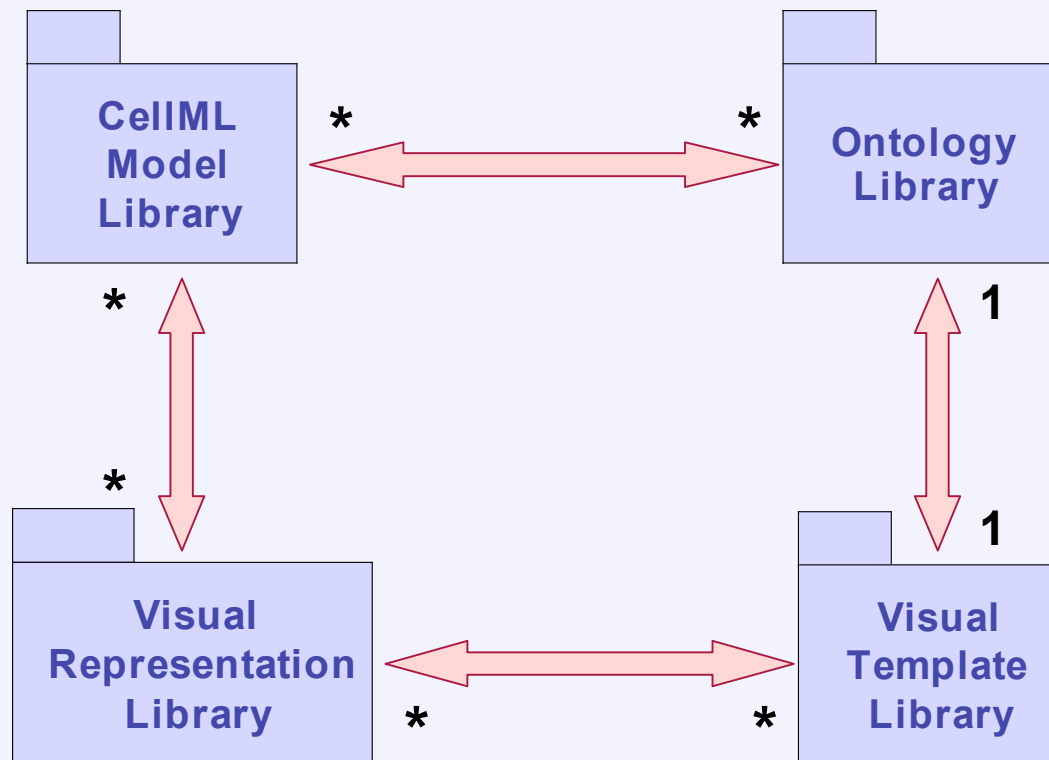 CellML
Model
Library
*
*
Ontology
Library
*
1
*
1
Visual
Representation
Library
*
*
Visual
Template
Library